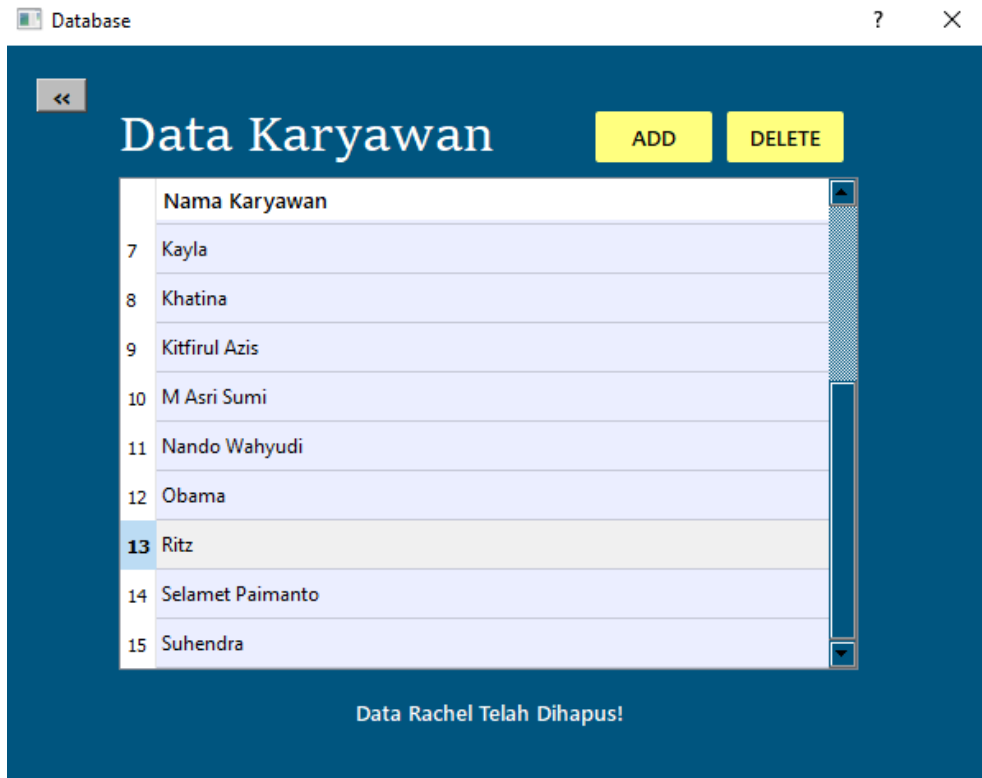 Database ?
<<
Data Karyawan ADD DELETE
Nama Karyawan
7 Kayla
8 Khatina
9 Kitfirul Azis
10 M Asri Sumi
11 Nando Wahyudi
12 Obama
13 Ritz
14 Selamet Paimanto
15 Suhendra
Data Rachel Telah Dihapus!